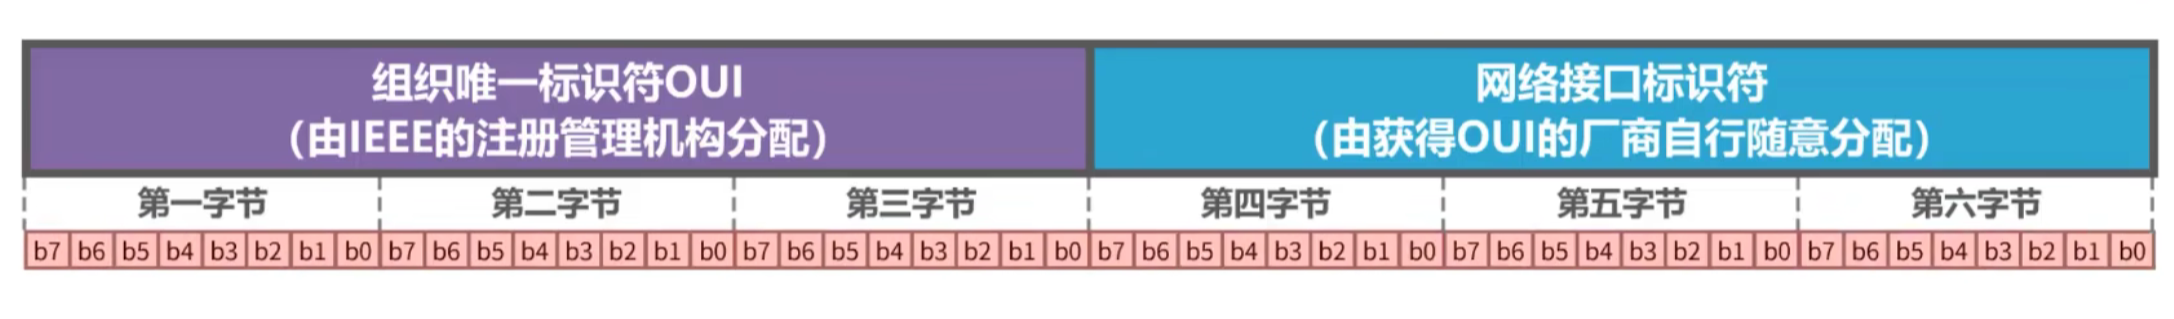 组织唯一标识符OUI
（由IEEE的注册管理机构分配）
网络接口标识符
（由获得OUI的厂商自行随意分配）
第一字节 第二字节 第三字节 第四字节 第五字节 第六字节
b7 b6 b5 b4 b3 b2 b1 b0 b7 b6 b5 b4 b3 b2 b1 b0 b7 b6 b5 b4 b3 b2 b1 b0 b7 b6 b5 b4 b3 b2 b1 b0 b7 b6 b5 b4 b3 b2 b1 b0 b7 b6 b5 b4 b3 b2 b1 b0